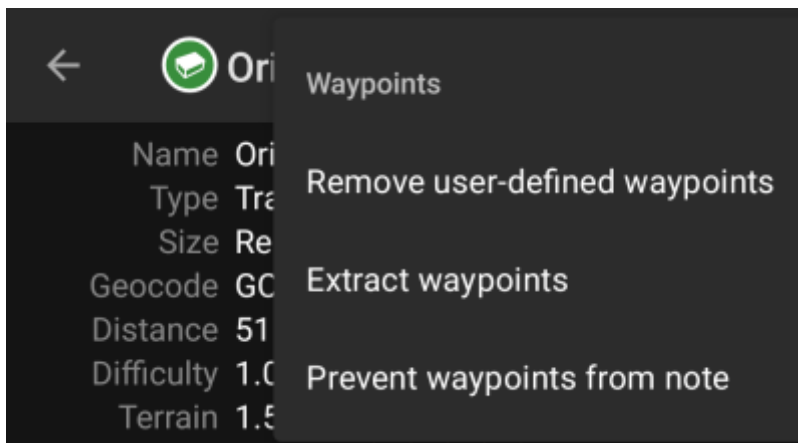 Ori
Waypoints
Name Ori
Type Tra
Size Re
Geocode GC
Distance 51
Difficulty 1.0
Terrain 1.5
Remove user-defined waypoints
Extract waypoints
Prevent waypoints from note